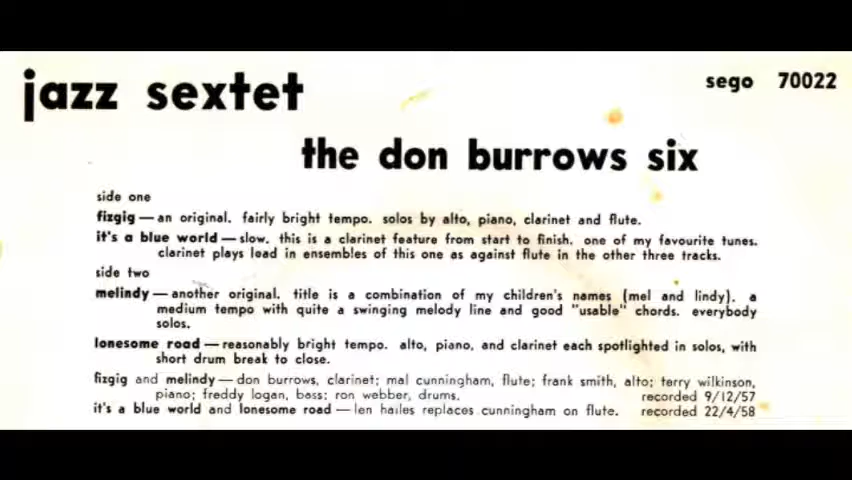 jazz sextet
sego 70022
the don burrows six
side one
fizgig — an original. fairly bright tempo. solos by alto, piano, clarinet and flute.
it's a blue world — slow. this is a clarinet feature from start to finish. one of my favourite tunes.
clarinet plays lead in ensembles of this one as against flute in the other three tracks.
side two
melindy — another original. title is a combination of my children's names (mel and lindy). a
medium tempo with quite a swinging melody line and good "usable" chords. everybody
solos.
lonesome road — reasonably bright tempo. alto, piano, and clarinet each spotlighted in solos, with
short drum break to close.
fizgig and melindy — don burrows, clarinet; mal cunningham, flute; frank smith, alto; terry wilkinson,
piano; freddy logan, bass; ron webber, drums. recorded 9/12/57
it's a blue world and lonesome road — len hailes replaces cunningham on flute. recorded 22/4/58